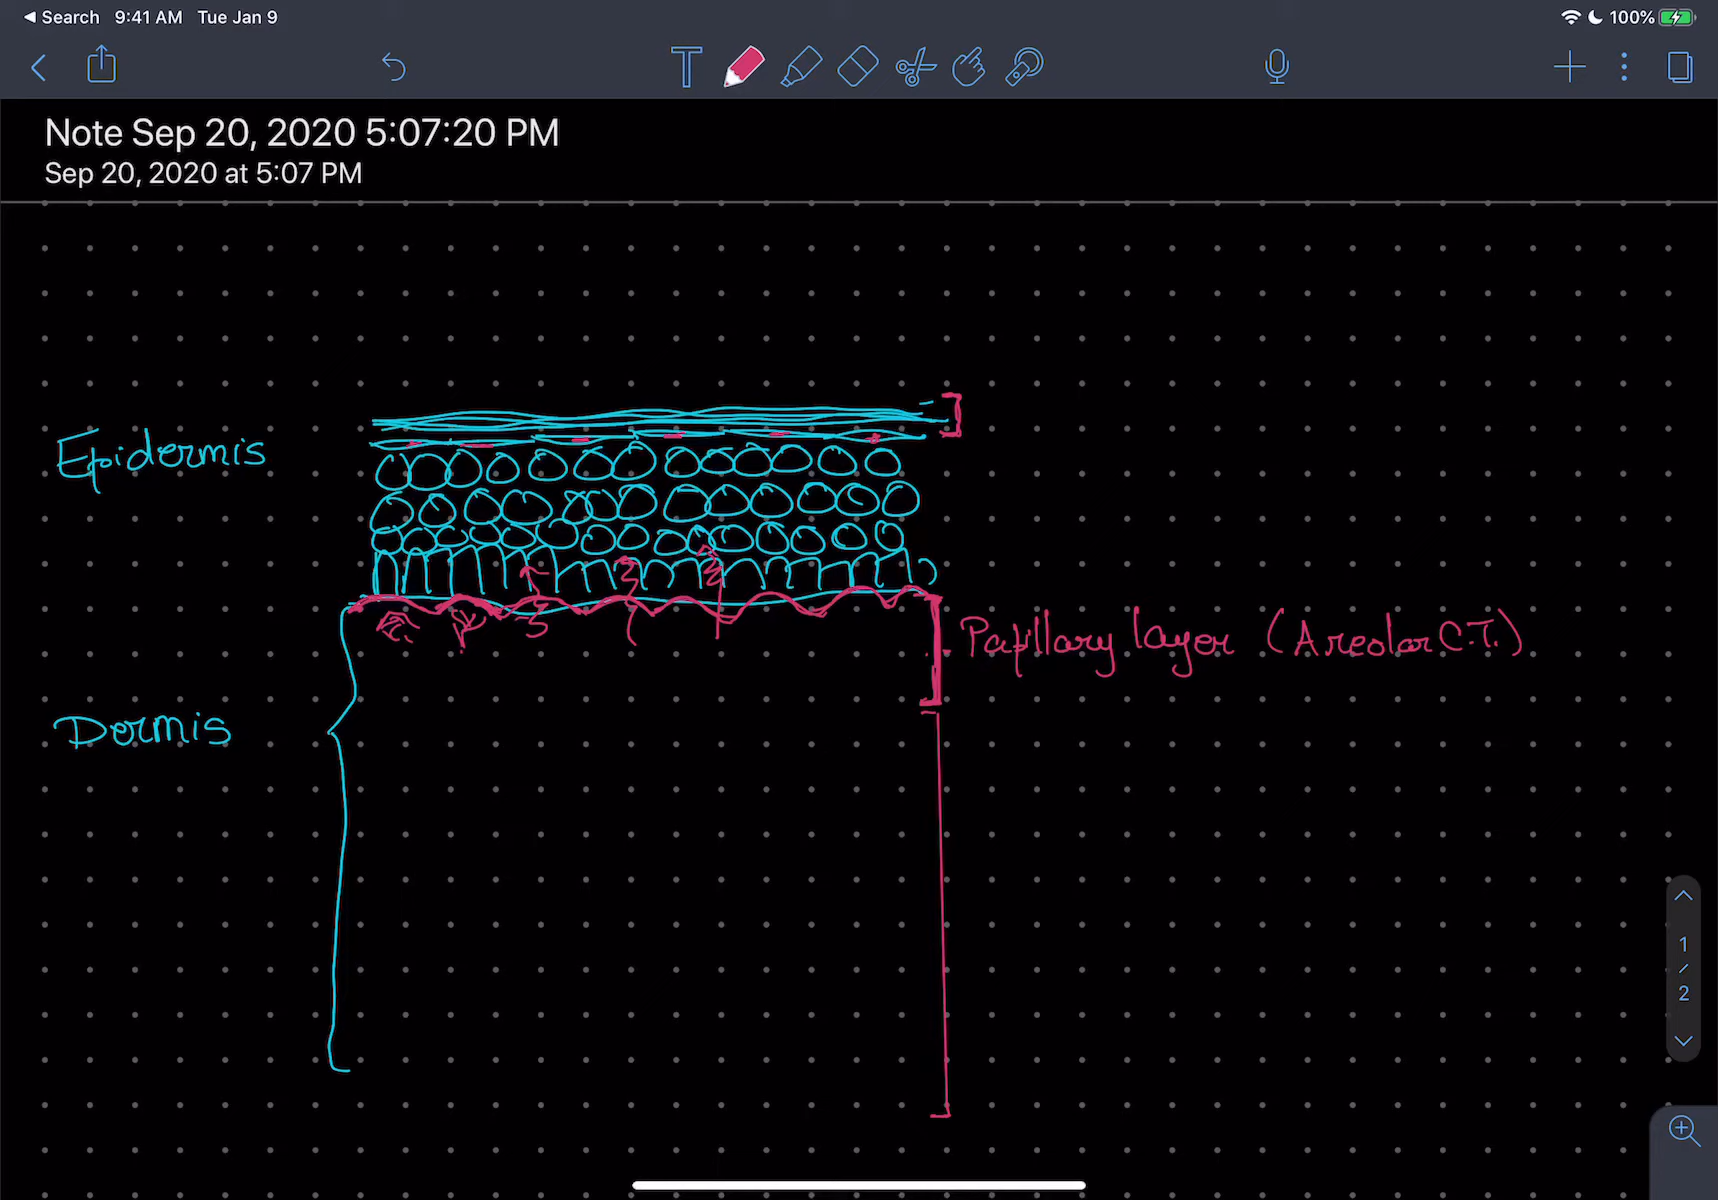 Search 9:41 AM Tue Jan 9 100%
T
Note Sep 20, 2020 5:07:20 PM
Sep 20, 2020 at 5:07 PM
Epidermis
Papillary layer (Areolar C.T.)
Dermis
1
/
2